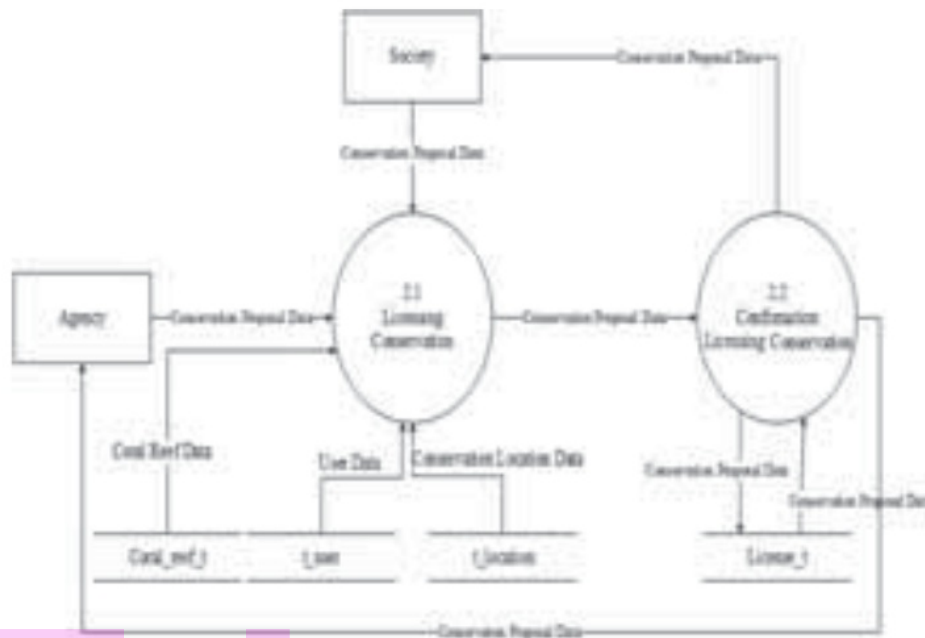 Society
Conservation Proposal Data
Conservation Proposal Data
Agency
Conservation Proposal Data
2.1
Licensing
Conservation
Conservation Proposal Data
2.2
Confirmation
Licensing Conservation
Coral Reef Data
User Data
Conservation Location Data
Conservation Proposal Data
Conservation Proposal Data
Coral_reef_t
t_user
t_location
License_t
Conservation Proposal Data